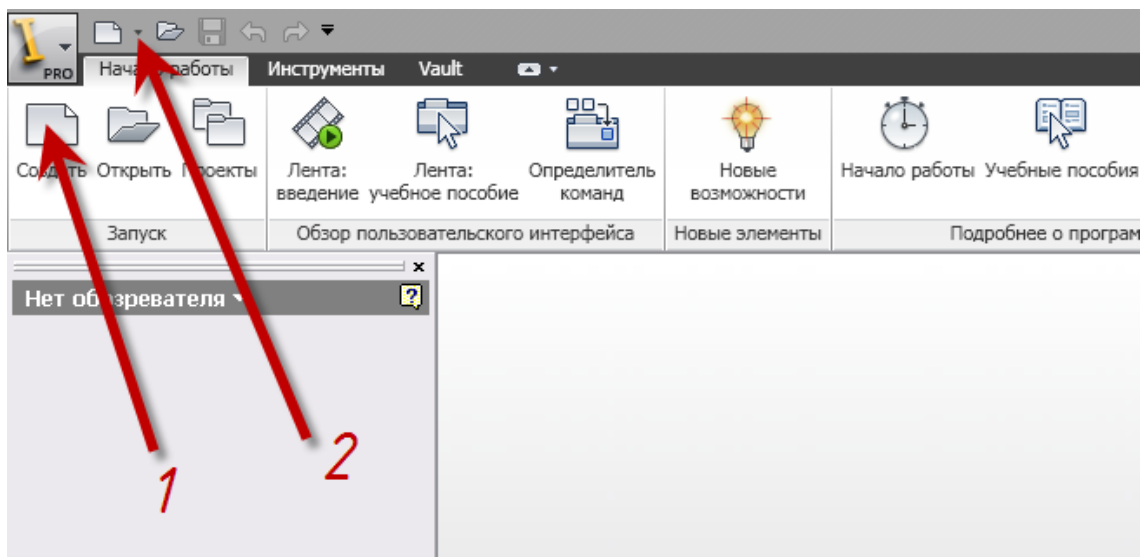 PRO
Начало работы Инструменты Vault
Создать Открыть Проекты Лента: введение Лента: учебное пособие Определитель команд Новые возможности Начало работы Учебные пособия
Запуск Обзор пользовательского интерфейса Новые элементы Подробнее о програм
Нет обозревателя
1
2